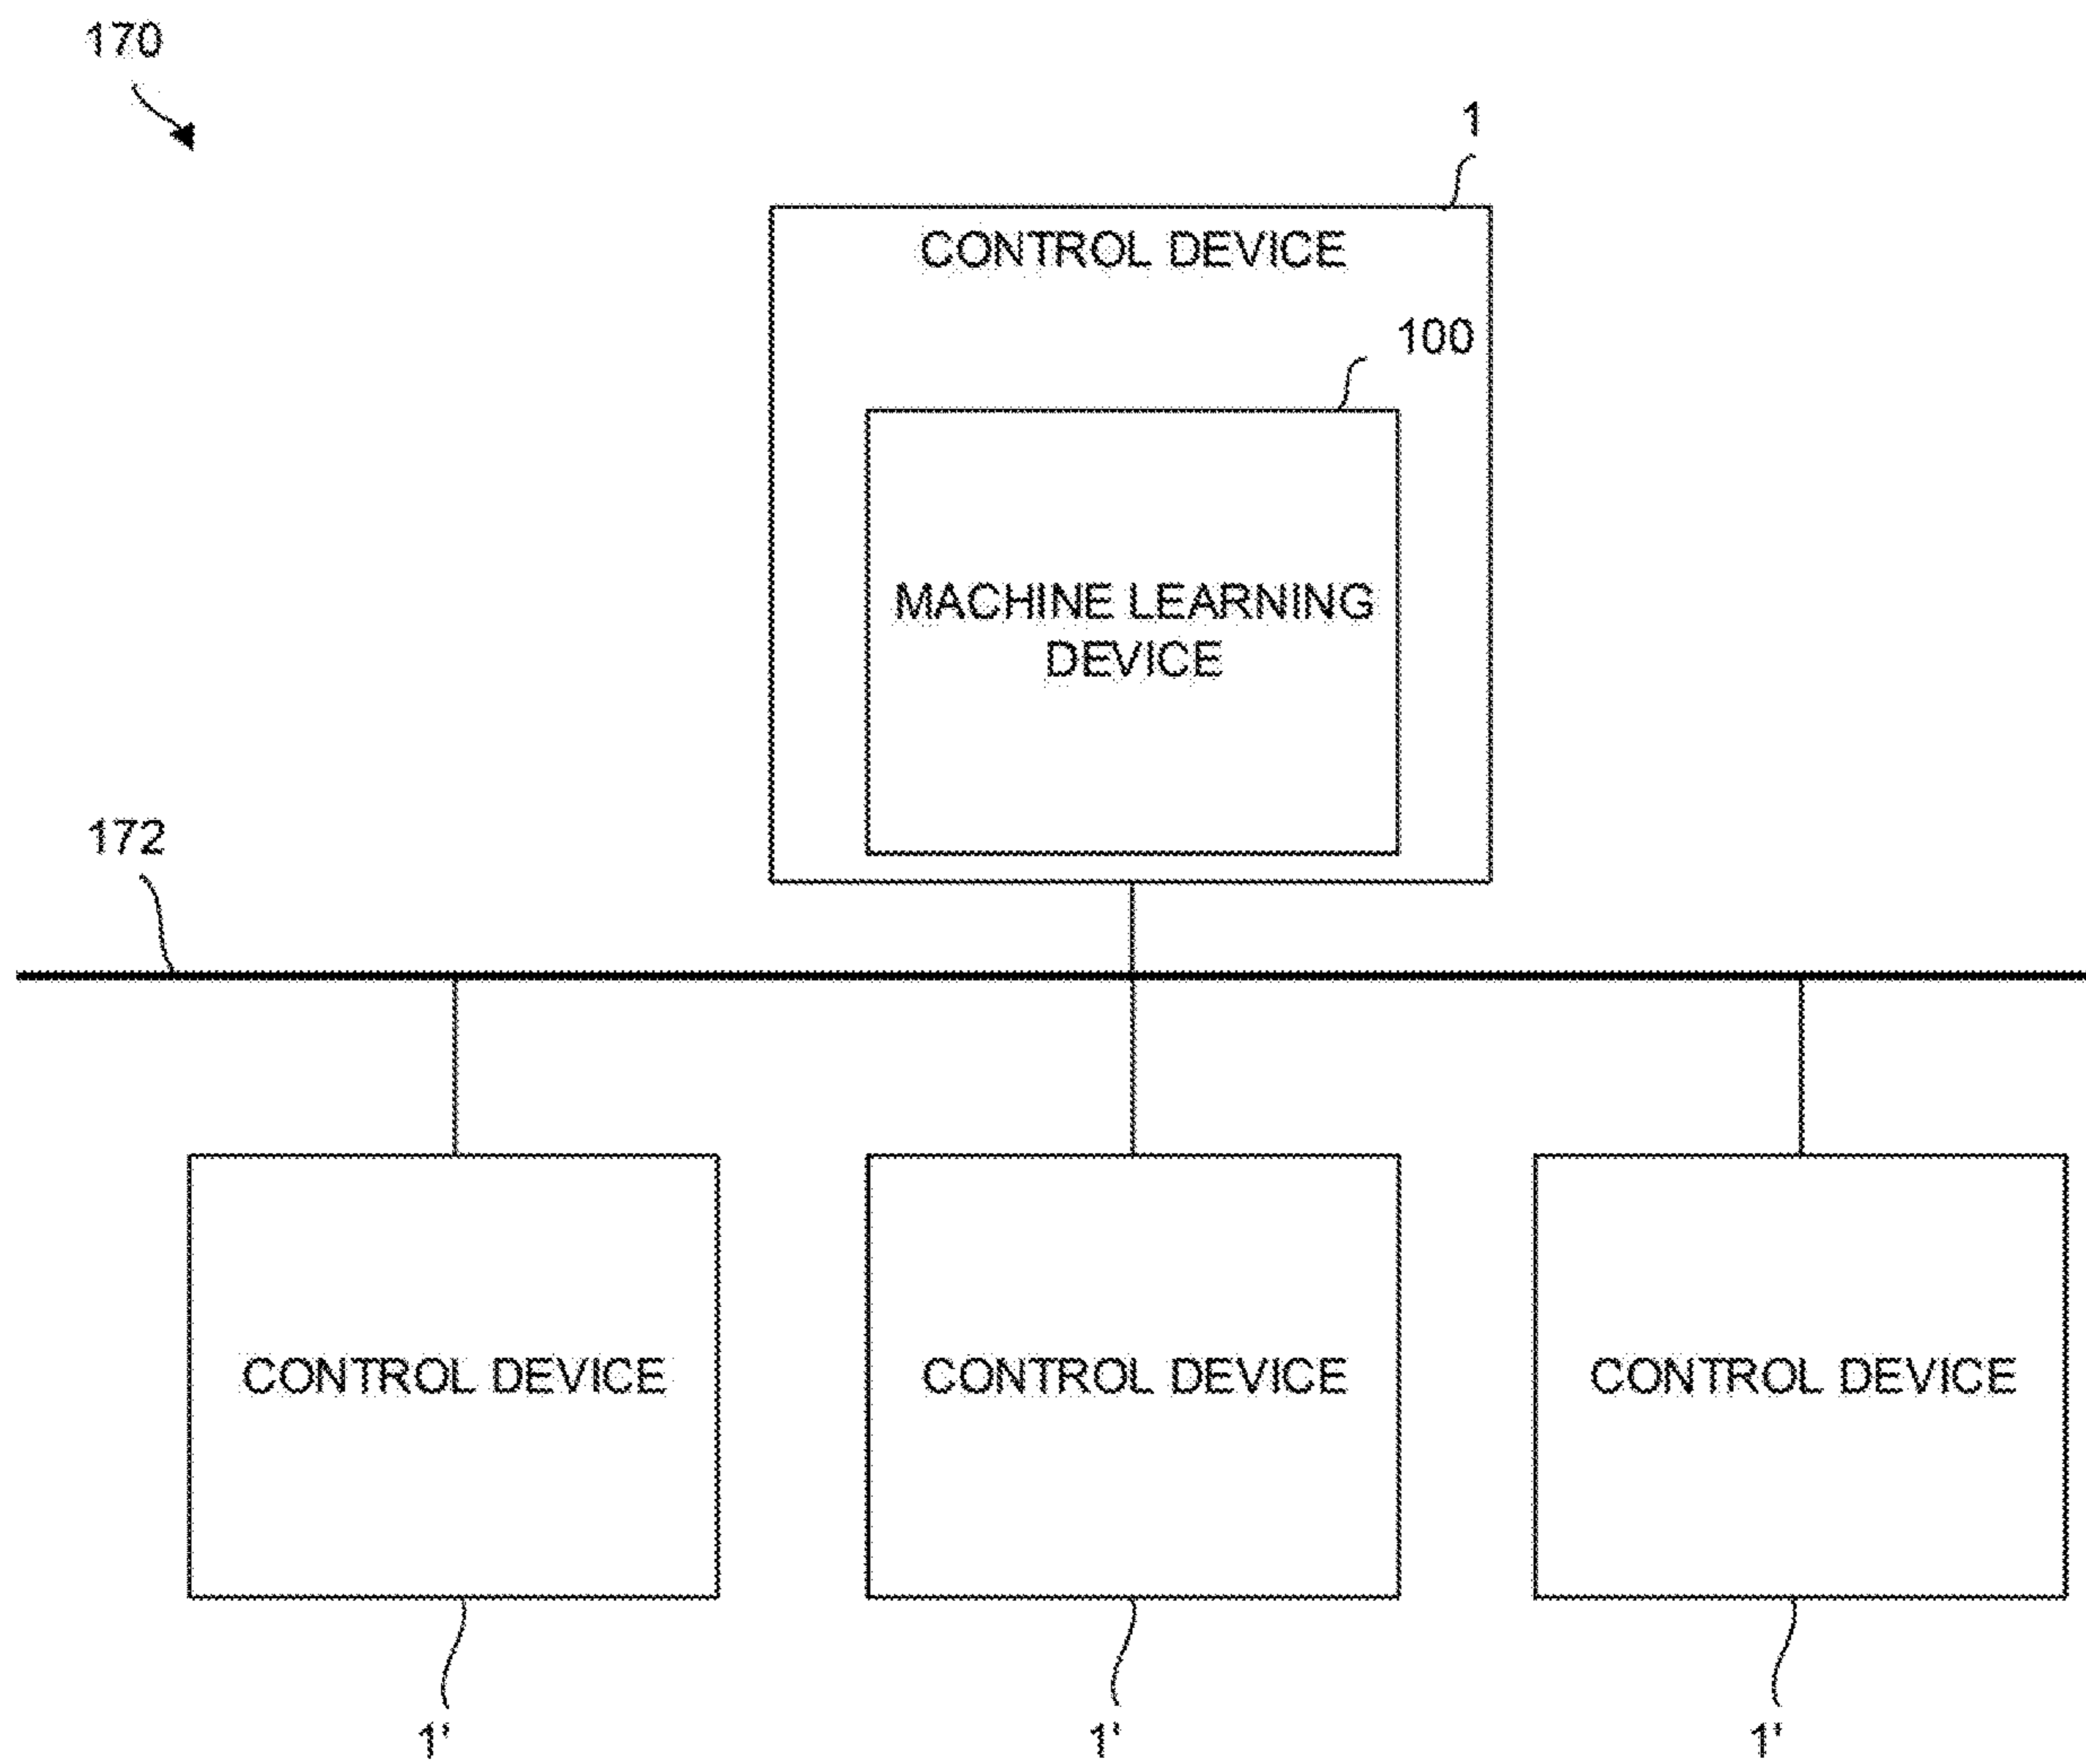 170
1
CONTROL DEVICE
100
MACHINE LEARNING
DEVICE
172
CONTROL DEVICE
CONTROL DEVICE
CONTROL DEVICE
1'
1'
1'